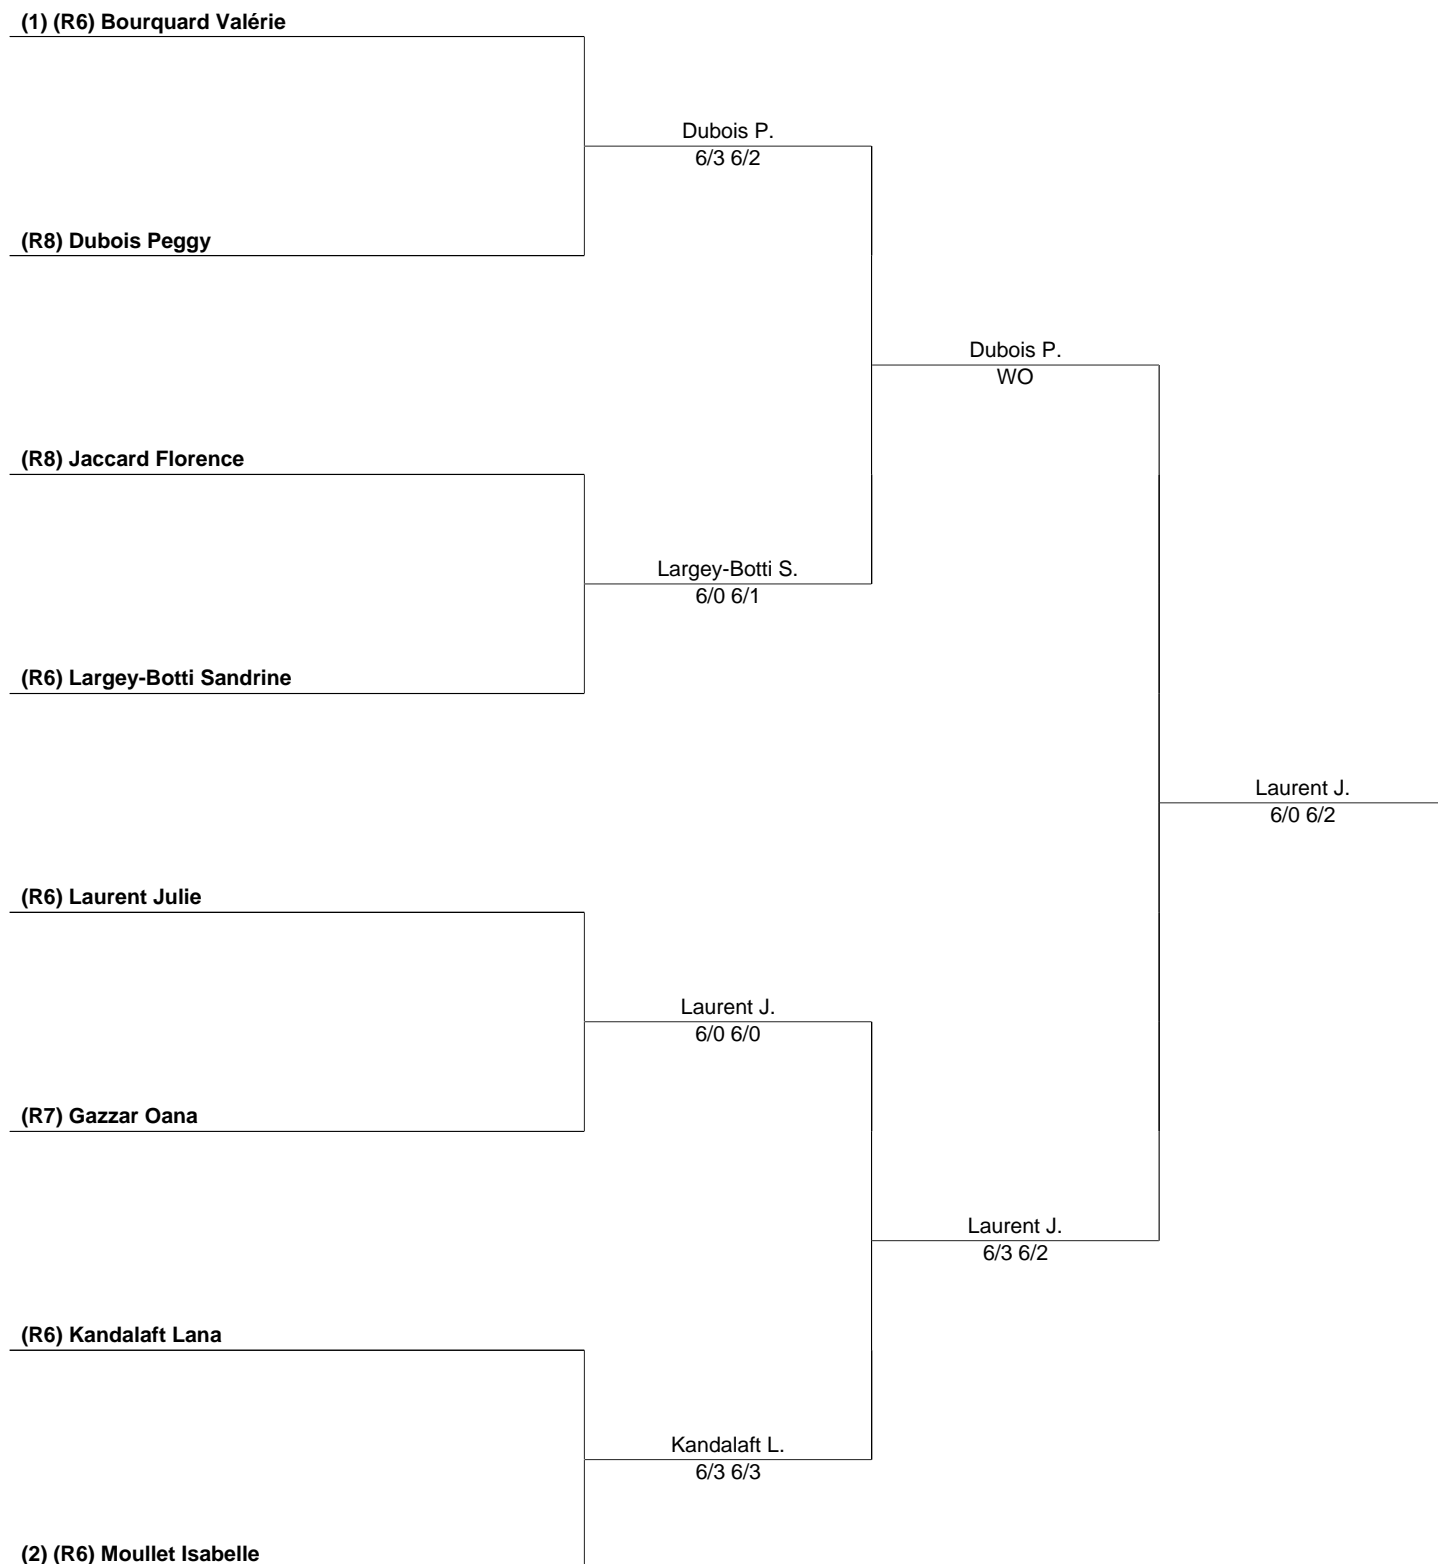 (1) (R6) Bourquard Valérie
Dubois P.
6/3 6/2
(R8) Dubois Peggy
Dubois P.
WO
(R8) Jaccard Florence
Largey-Botti S.
6/0 6/1
(R6) Largey-Botti Sandrine
Laurent J.
6/0 6/2
(R6) Laurent Julie
Laurent J.
6/0 6/0
(R7) Gazzar Oana
Laurent J.
6/3 6/2
(R6) Kandalaft Lana
Kandalaft L.
6/3 6/3
(2) (R6) Moullet Isabelle